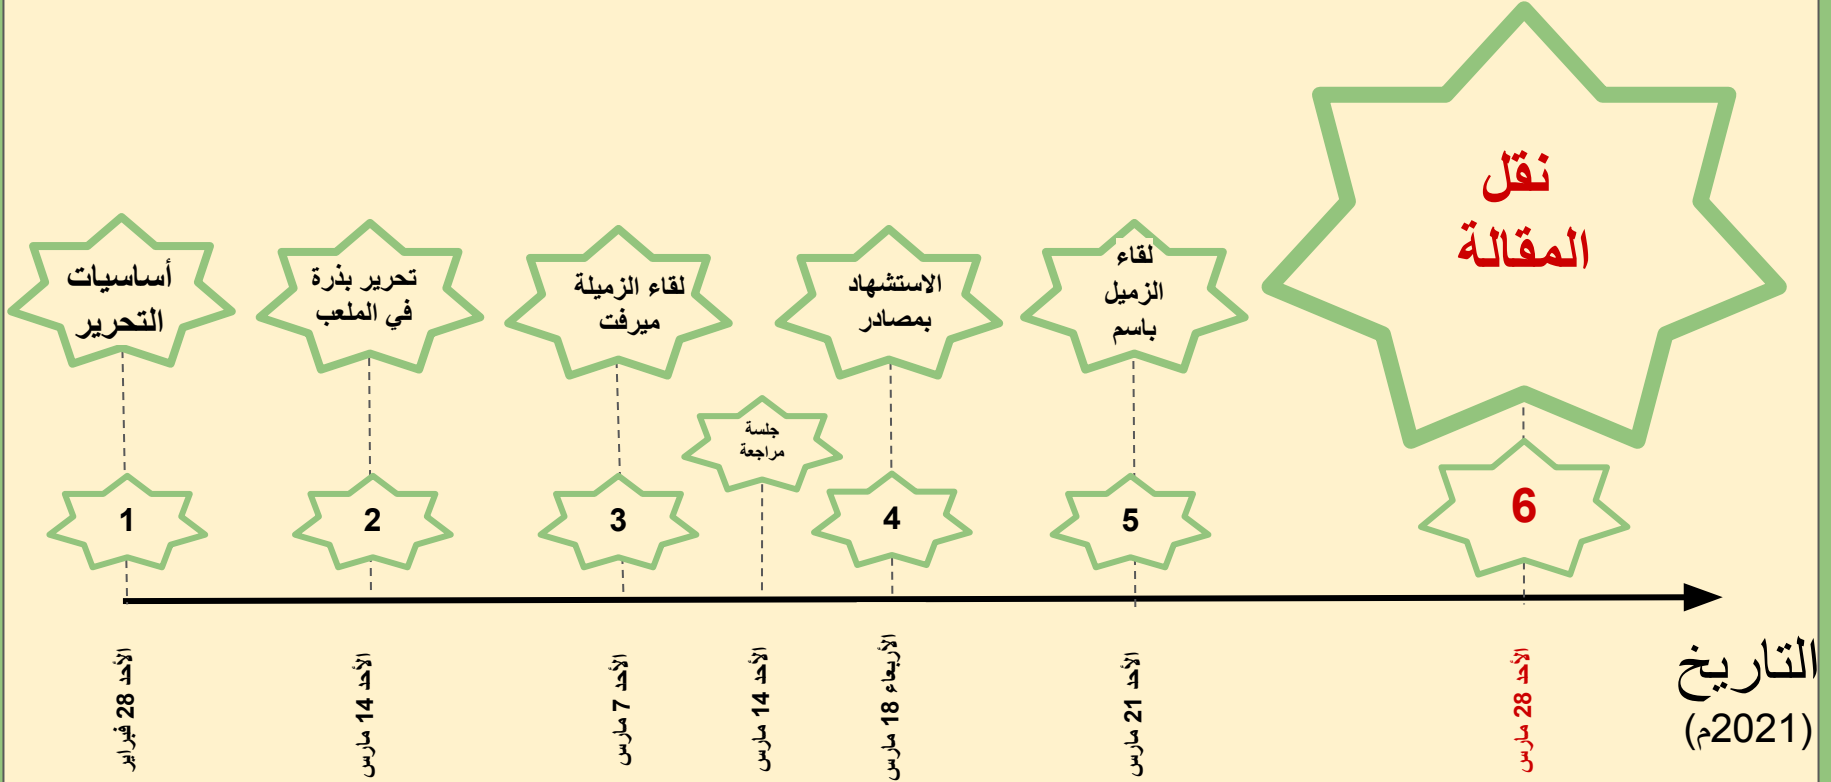 أساسيات
التحرير
تحرير بذرة
في الملعب
لقاء الزميلة
ميرفت
جلسة
مراجعة
الاستشهاد
بمصادر
لقاء
الزميل
باسم
نقل
المقالة
1
2
3
4
5
6
الأحد 28 فبراير
الأحد 14 مارس
الأحد 7 مارس
الأحد 14 مارس
الأربعاء 18 مارس
الأحد 21 مارس
الأحد 28 مارس
التاريخ
(2021م)